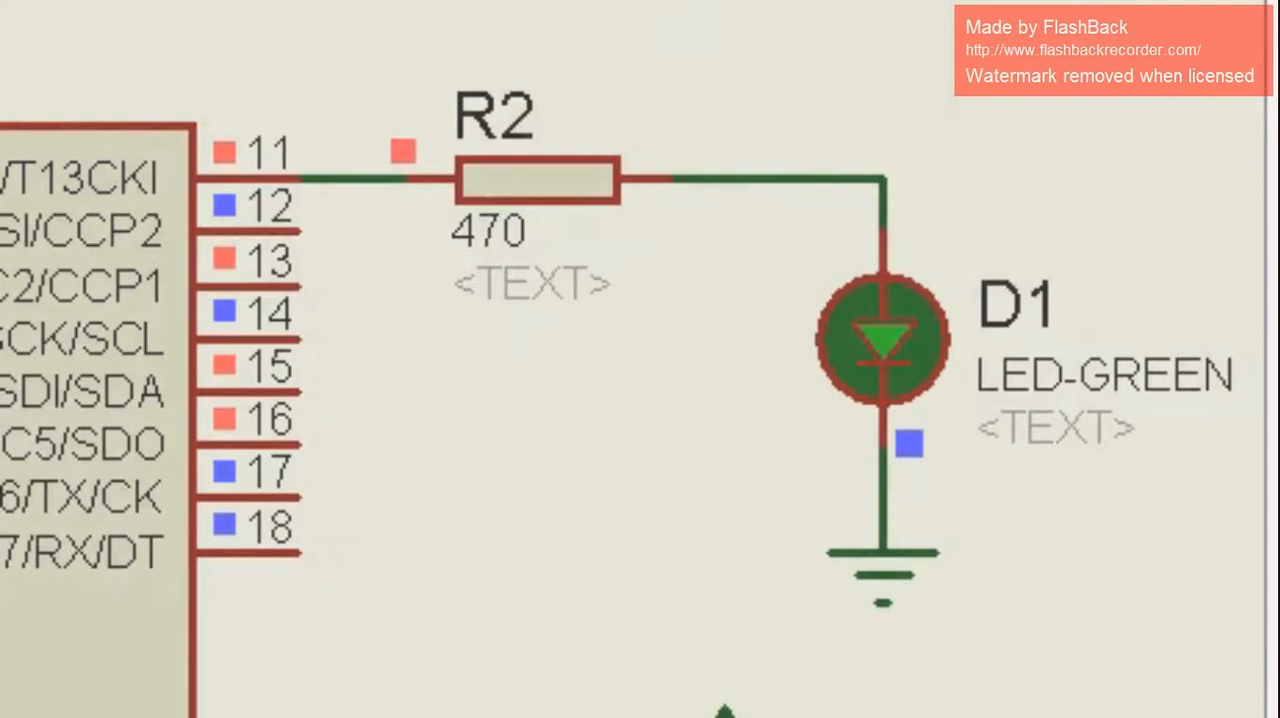 Made by FlashBack
http://www.flashbackrecorder.com/
Watermark removed when licensed
R2
470
<TEXT>
D1
LED-GREEN
<TEXT>
/T13CKI 11
SI/CCP2 12
C2/CCP1 13
CK/SCL 14
SDI/SDA 15
C5/SDO 16
6/TX/CK 17
7/RX/DT 18